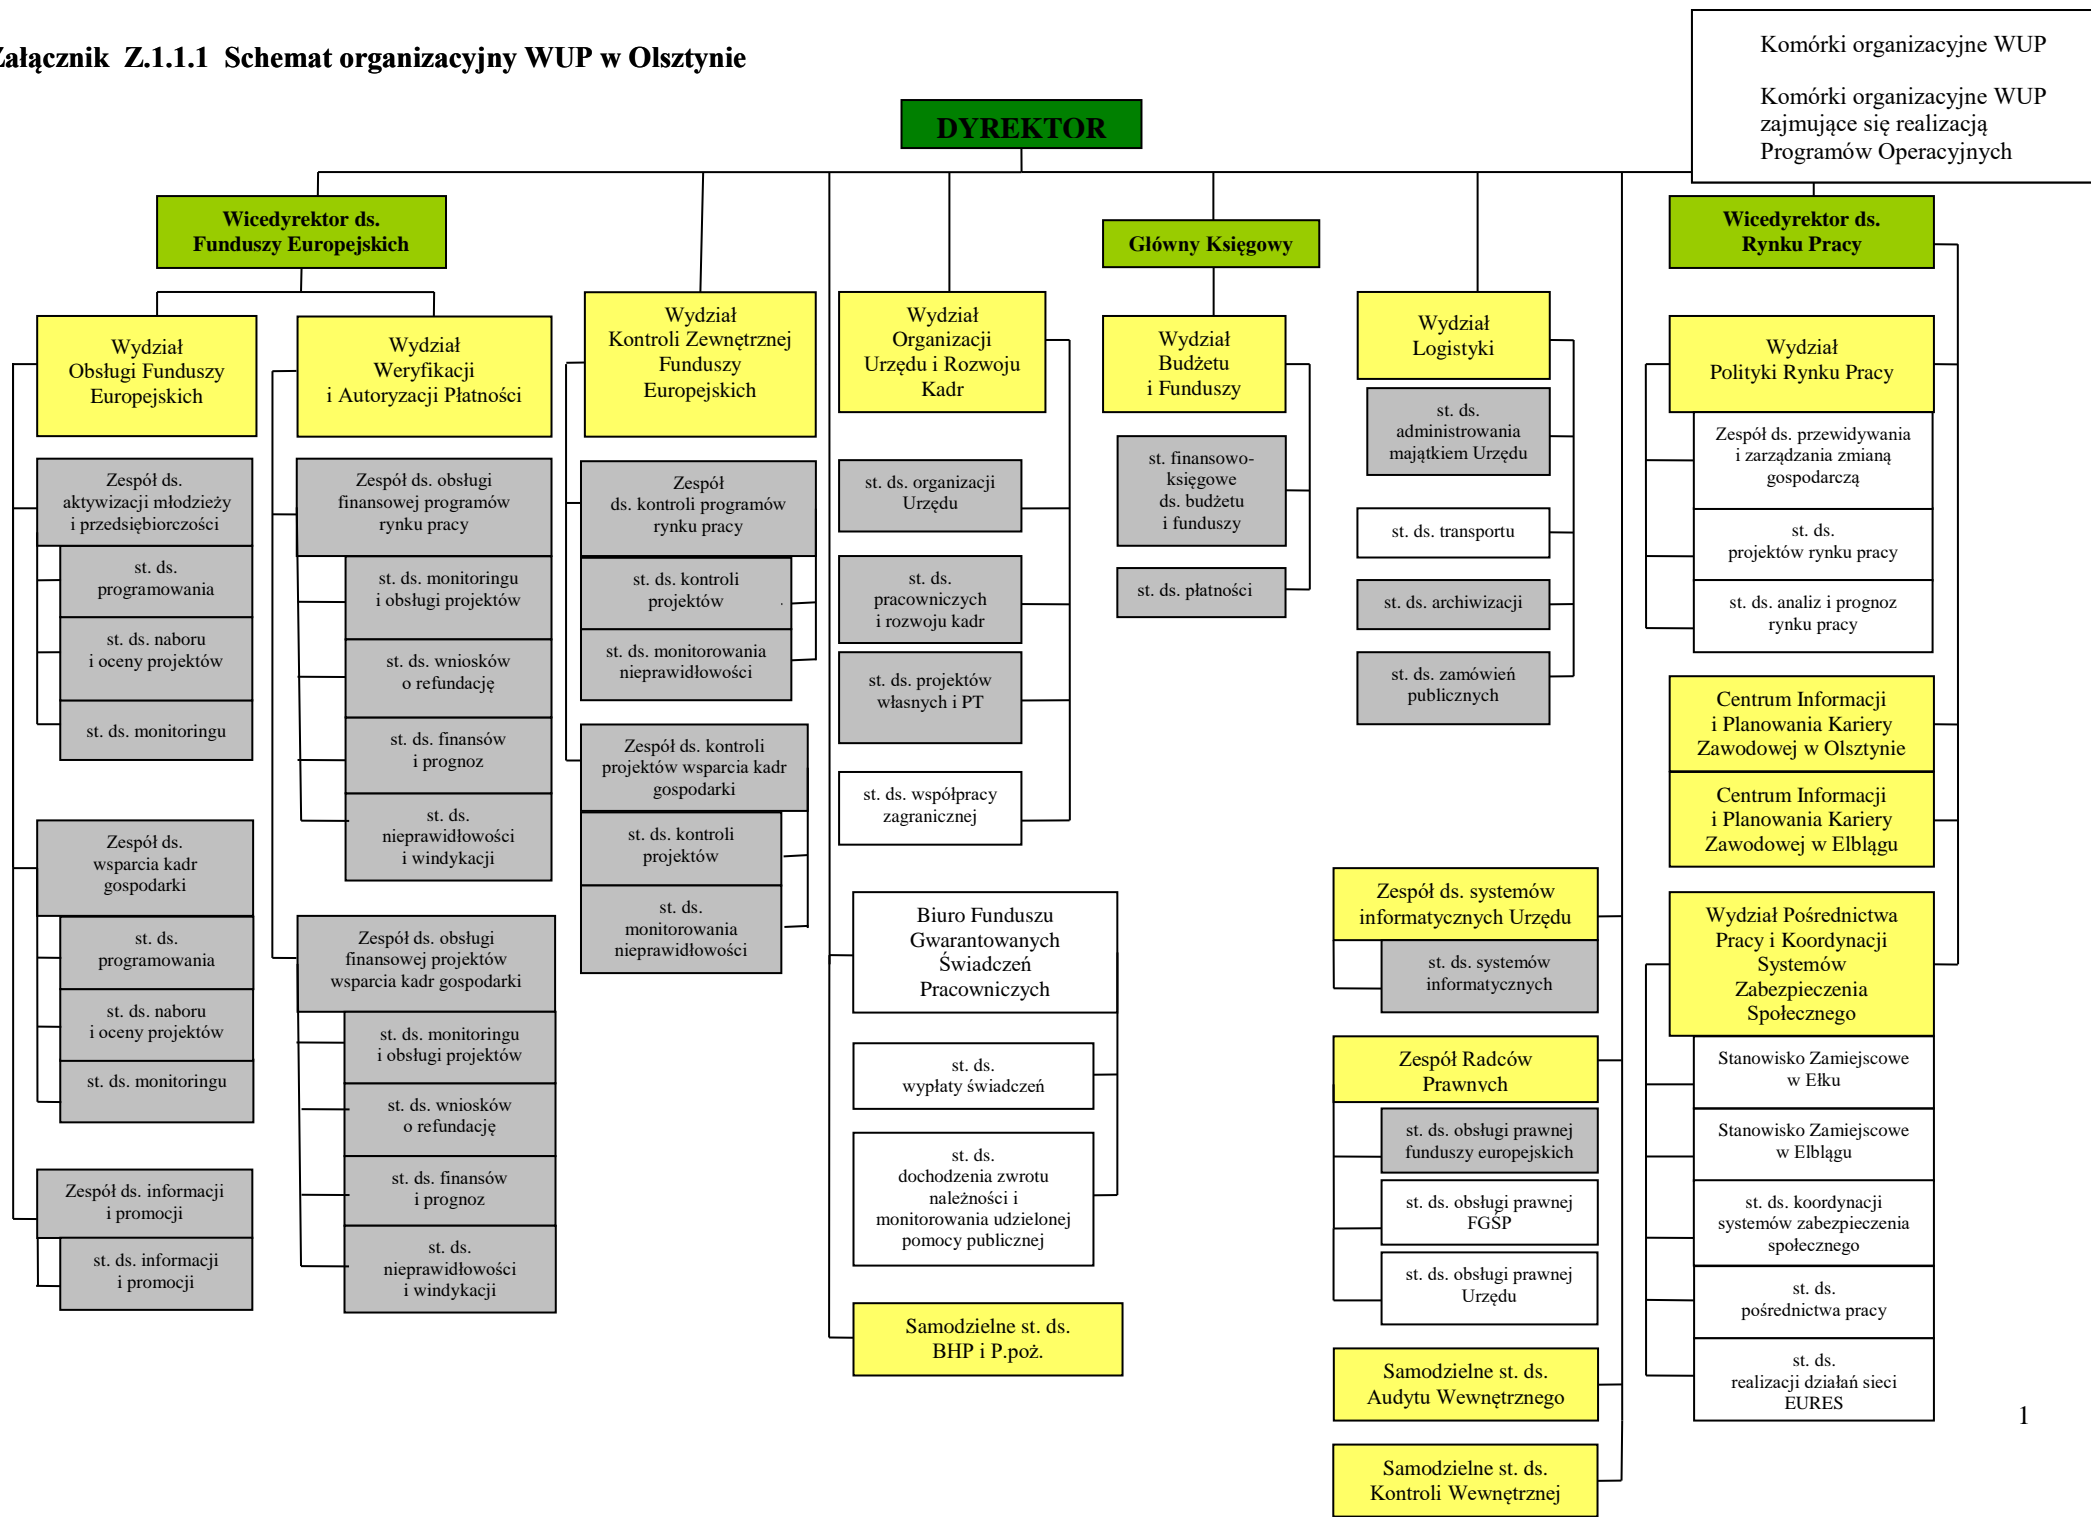 Załącznik Z.1.1.1 Schemat organizacyjny WUP w Olsztynie
Komórki organizacyjne WUP
Komórki organizacyjne WUP
zajmujące się realizacją
Programów Operacyjnych
DYREKTOR
Wicedyrektor ds.
Funduszy Europejskich
Główny Księgowy
Wicedyrektor ds.
Rynku Pracy
Wydział
Obsługi Funduszy
Europejskich
Zespół ds.
aktywizacji młodzieży
i przedsiębiorczości
st. ds.
programowania
st. ds. naboru
i oceny projektów
st. ds. monitoringu
Zespół ds.
wsparcia kadr
gospodarki
st. ds.
programowania
st. ds. naboru
i oceny projektów
st. ds. monitoringu
Zespół ds. informacji
i promocji
st. ds. informacji
i promocji
Wydział
Weryfikacji
i Autoryzacji Płatności
Zespół ds. obsługi
finansowej programów
rynku pracy
st. ds. monitoringu
i obsługi projektów
st. ds. wniosków
o refundację
st. ds. finansów
i prognoz
st. ds.
nieprawidłowości
i windykacji
Zespół ds. obsługi
finansowej projektów
wsparcia kadr gospodarki
st. ds. monitoringu
i obsługi projektów
st. ds. wniosków
o refundację
st. ds. finansów
i prognoz
st. ds.
nieprawidłowości
i windykacji
Wydział
Kontroli Zewnętrznej
Funduszy
Europejskich
Zespół
ds. kontroli programów
rynku pracy
st. ds. kontroli
projektów
st. ds. monitorowania
nieprawidłowości
Zespół ds. kontroli
projektów wsparcia kadr
gospodarki
st. ds. kontroli
projektów
st. ds.
monitorowania
nieprawidłowości
Wydział
Organizacji
Urzędu i Rozwoju
Kadr
st. ds. organizacji
Urzędu
st. ds.
pracowniczych
i rozwoju kadr
st. ds. projektów
własnych i PT
st. ds. współpracy
zagranicznej
Biuro Funduszu
Gwarantowanych
Świadczeń
Pracowniczych
st. ds.
wypłaty świadczeń
st. ds.
dochodzenia zwrotu
należności i
monitorowania udzielonej
pomocy publicznej
Samodzielne st. ds.
BHP i P.poż.
Wydział
Budżetu
i Funduszy
st. finansowo-
księgowe
ds. budżetu
i funduszy
st. ds. płatności
Wydział
Logistyki
st. ds.
administrowania
majątkiem Urzędu
st. ds. transportu
st. ds. archiwizacji
st. ds. zamówień
publicznych
Zespół ds. systemów
informatycznych Urzędu
st. ds. systemów
informatycznych
Zespół Radców
Prawnych
st. ds. obsługi prawnej
funduszy europejskich
st. ds. obsługi prawnej
FGŚP
st. ds. obsługi prawnej
Urzędu
Samodzielne st. ds.
Audytu Wewnętrznego
Samodzielne st. ds.
Kontroli Wewnętrznej
Wydział
Polityki Rynku Pracy
Zespół ds. przewidywania
i zarządzania zmianą
gospodarczą
st. ds.
projektów rynku pracy
st. ds. analiz i prognoz
rynku pracy
Centrum Informacji
i Planowania Kariery
Zawodowej w Olsztynie
Centrum Informacji
i Planowania Kariery
Zawodowej w Elblągu
Wydział Pośrednictwa
Pracy i Koordynacji
Systemów
Zabezpieczenia
Społecznego
Stanowisko Zamiejscowe
w Ełku
Stanowisko Zamiejscowe
w Elblągu
st. ds. koordynacji
systemów zabezpieczenia
społecznego
st. ds.
pośrednictwa pracy
st. ds.
realizacji działań sieci
EURES
1